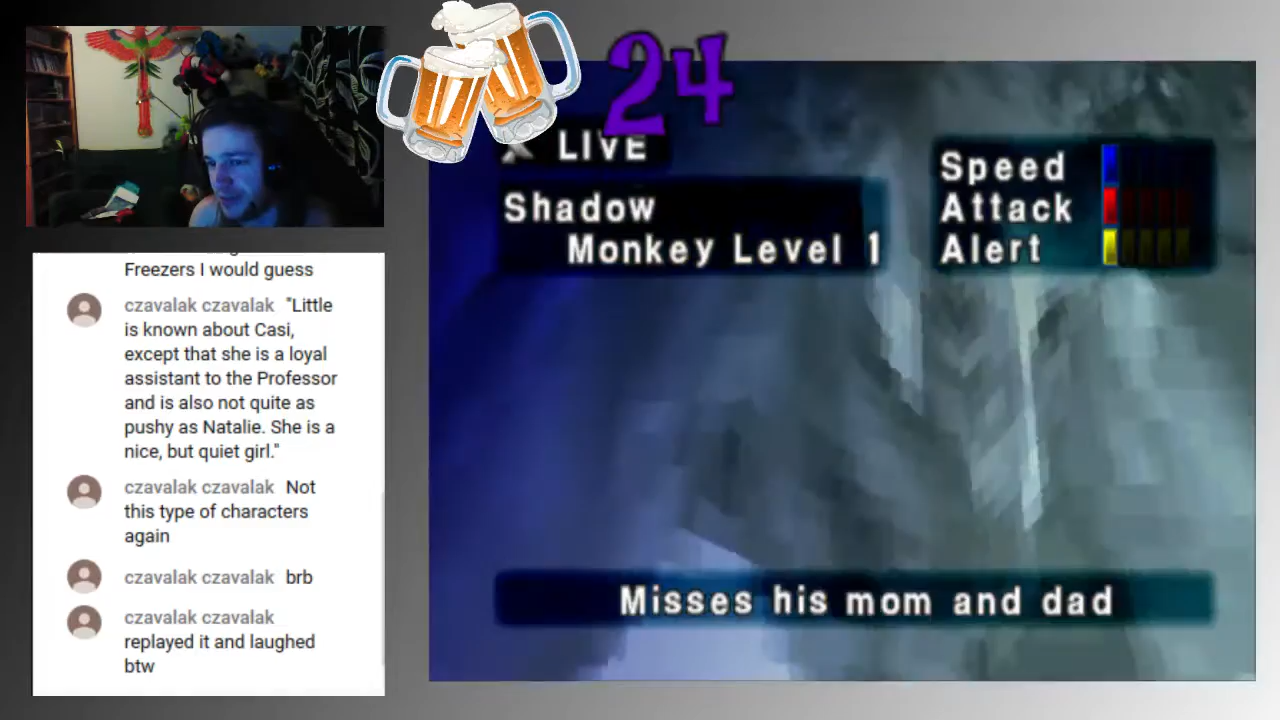 24
LIVE
Shadow
Monkey Level 1
Speed
Attack
Alert
Misses his mom and dad
Freezers I would guess
czavalak czavalak "Little
is known about Casi,
except that she is a loyal
assistant to the Professor
and is also not quite as
pushy as Natalie. She is a
nice, but quiet girl."
czavalak czavalak Not
this type of characters
again
czavalak czavalak brb
czavalak czavalak
replayed it and laughed
btw